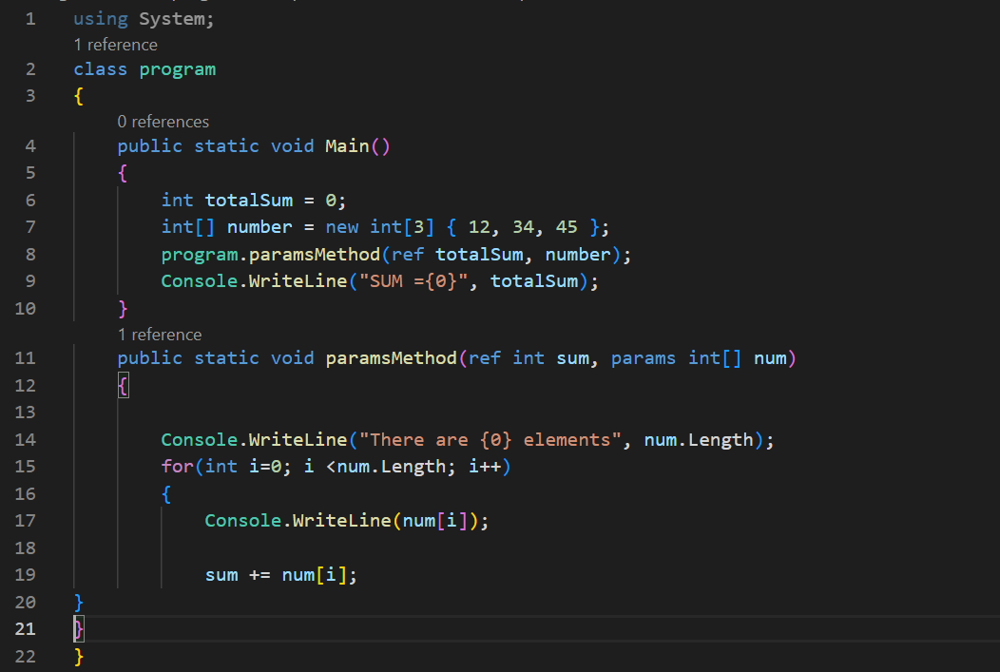 1 using System;
1 reference
2 class program
3 {
0 references
4 public static void Main()
5 {
6 int totalSum = 0;
7 int[] number = new int[3] { 12, 34, 45 };
8 program.paramsMethod(ref totalSum, number);
9 Console.WriteLine("SUM ={0}", totalSum);
10 }
1 reference
11 public static void paramsMethod(ref int sum, params int[] num)
12 {
13
14 Console.WriteLine("There are {0} elements", num.Length);
15 for(int i=0; i <num.Length; i++)
16 {
17 Console.WriteLine(num[i]);
18
19 sum += num[i];
20 }
21 }
22 }